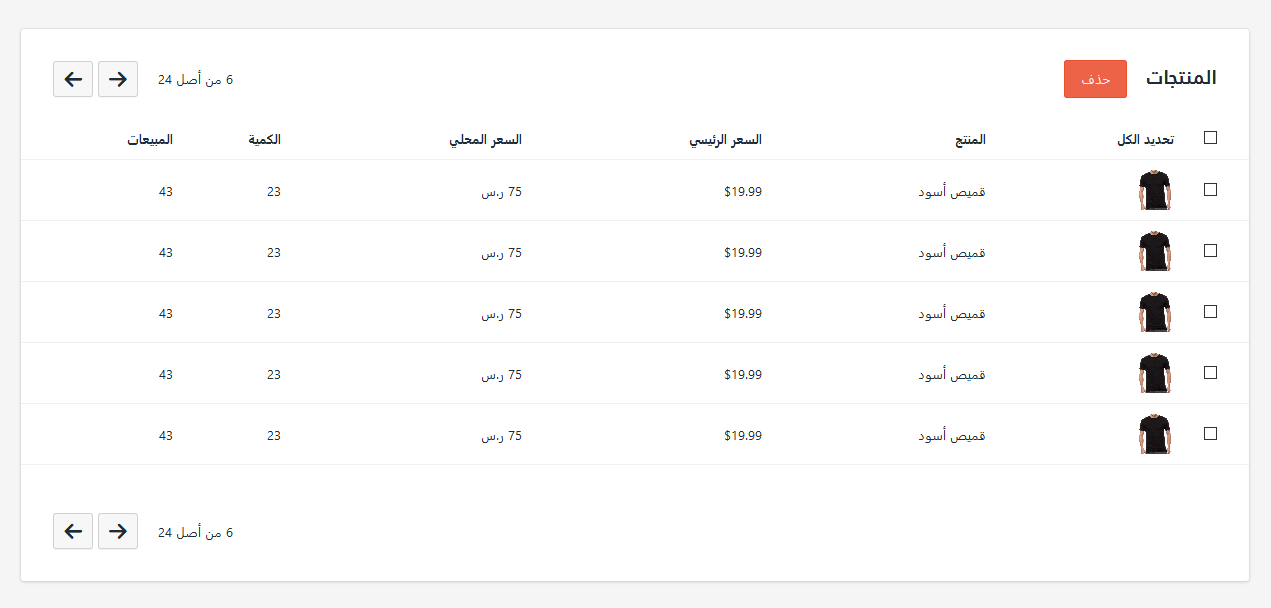 المنتجات حذف 6 من أصل 24
تحديد الكل المنتج السعر الرئيسي السعر المحلي الكمية المبيعات
قميص أسود $19.99 75 ر.س 23 43
قميص أسود $19.99 75 ر.س 23 43
قميص أسود $19.99 75 ر.س 23 43
قميص أسود $19.99 75 ر.س 23 43
قميص أسود $19.99 75 ر.س 23 43
6 من أصل 24